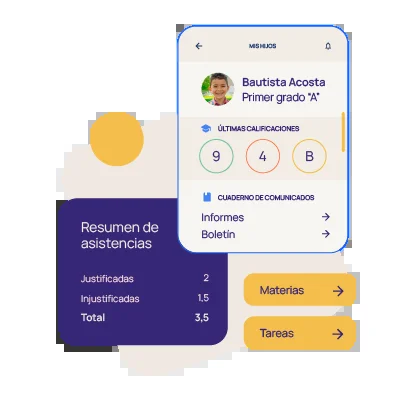 MIS HIJOS
Bautista Acosta
Primer grado "A"
ÚLTIMAS CALIFICACIONES
9 4 B
CUADERNO DE COMUNICADOS
Informes
Boletín
Resumen de
asistencias
Justificadas 2
Injustificadas 1.5
Total 3,5
Materias
Tareas